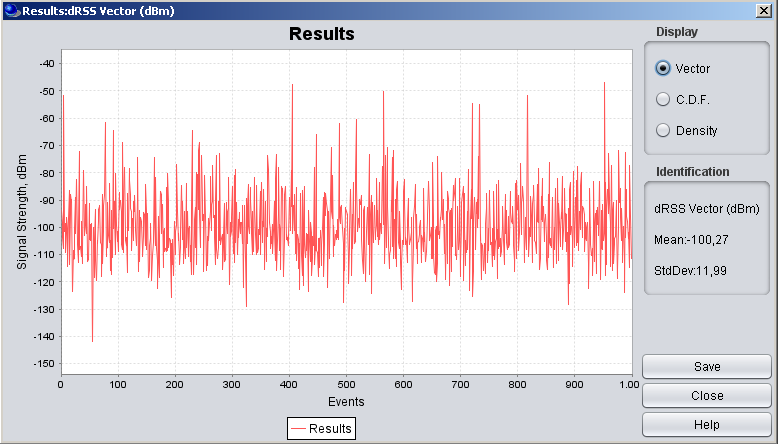 Results:dRSS Vector (dBm)
Results
-40
-50
-60
-70
-80
-90
-100
-110
-120
-130
-140
-150
Signal Strength, dBm
0 100 200 300 400 500 600 700 800 900 1.00
Events
Results
Display
Vector
C.D.F.
Density
Identification
dRSS Vector (dBm)
Mean:-100,27
StdDev:11,99
Save
Close
Help